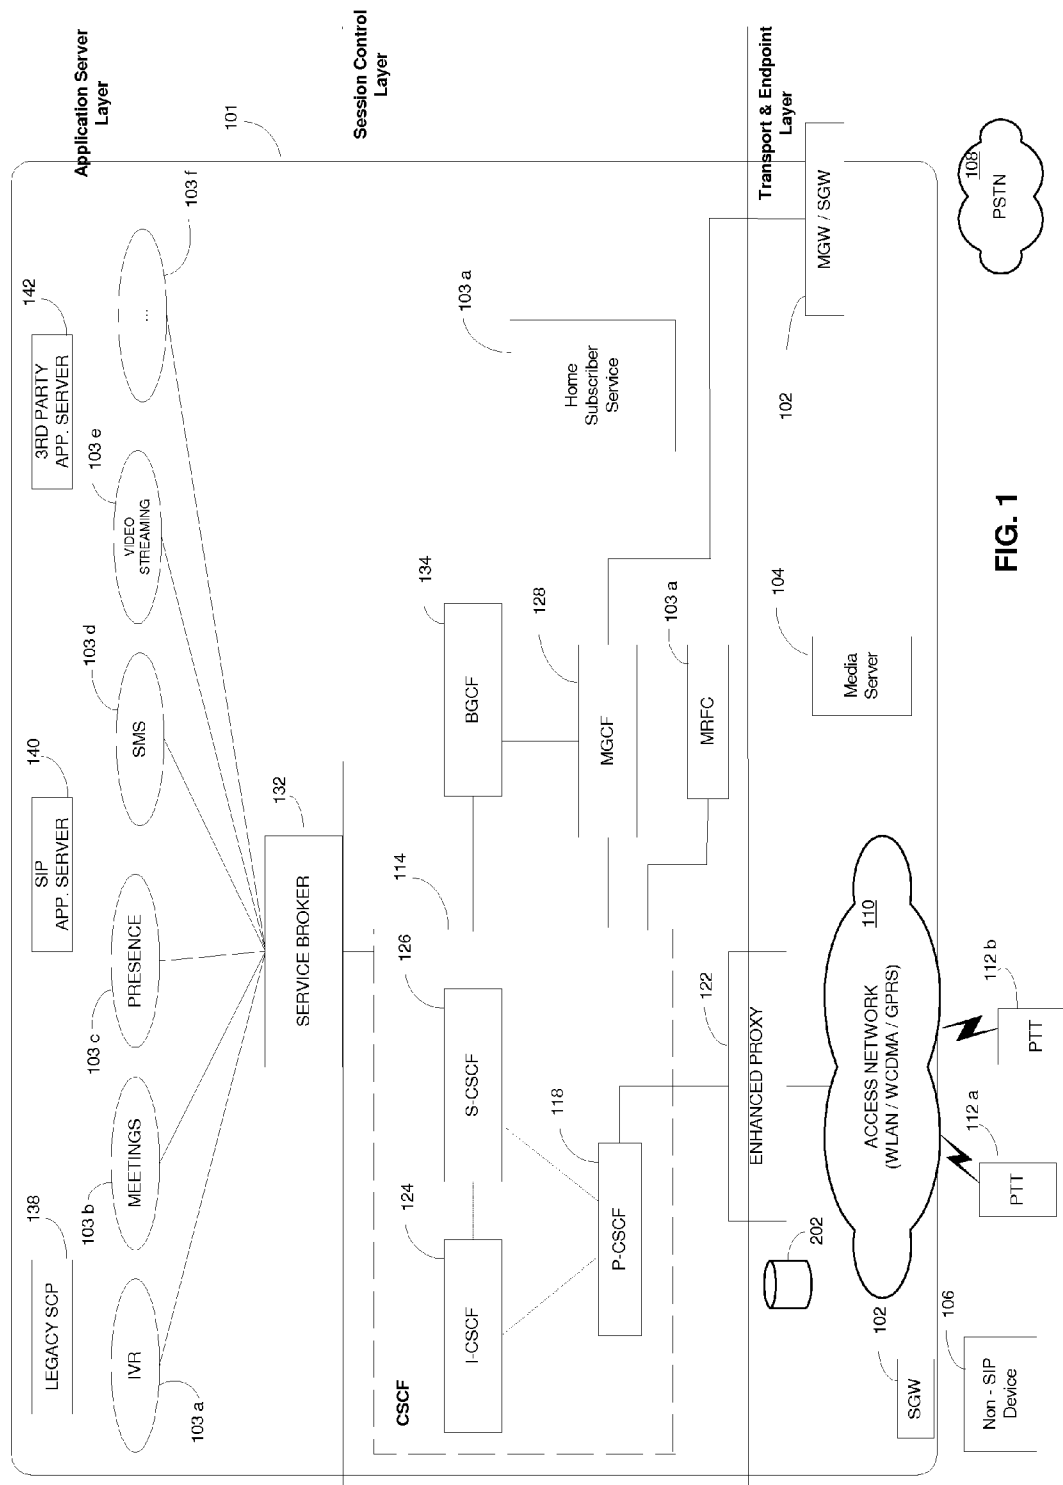 Application Server
Layer
Session Control
Layer
Transport & Endpoint
Layer
101
LEGACY SCP
138
SIP
APP. SERVER
140
3RD PARTY
APP. SERVER
142
IVR
103 a
MEETINGS
103 b
PRESENCE
103 c
SMS
103 d
VIDEO
STREAMING
103 e
...
103 f
SERVICE BROKER
132
CSCF
114
I-CSCF
124
S-CSCF
126
P-CSCF
118
BGCF
134
MGCF
128
MRFC
103 a
Home
Subscriber
Service
103 a
ENHANCED PROXY
122
202
Media
Server
104
MGW / SGW
102
102
SGW
102
ACCESS NETWORK
(WLAN / WCDMA / GPRS)
110
Non - SIP
Device
106
PTT
112 a
PTT
112 b
108
PSTN
FIG. 1